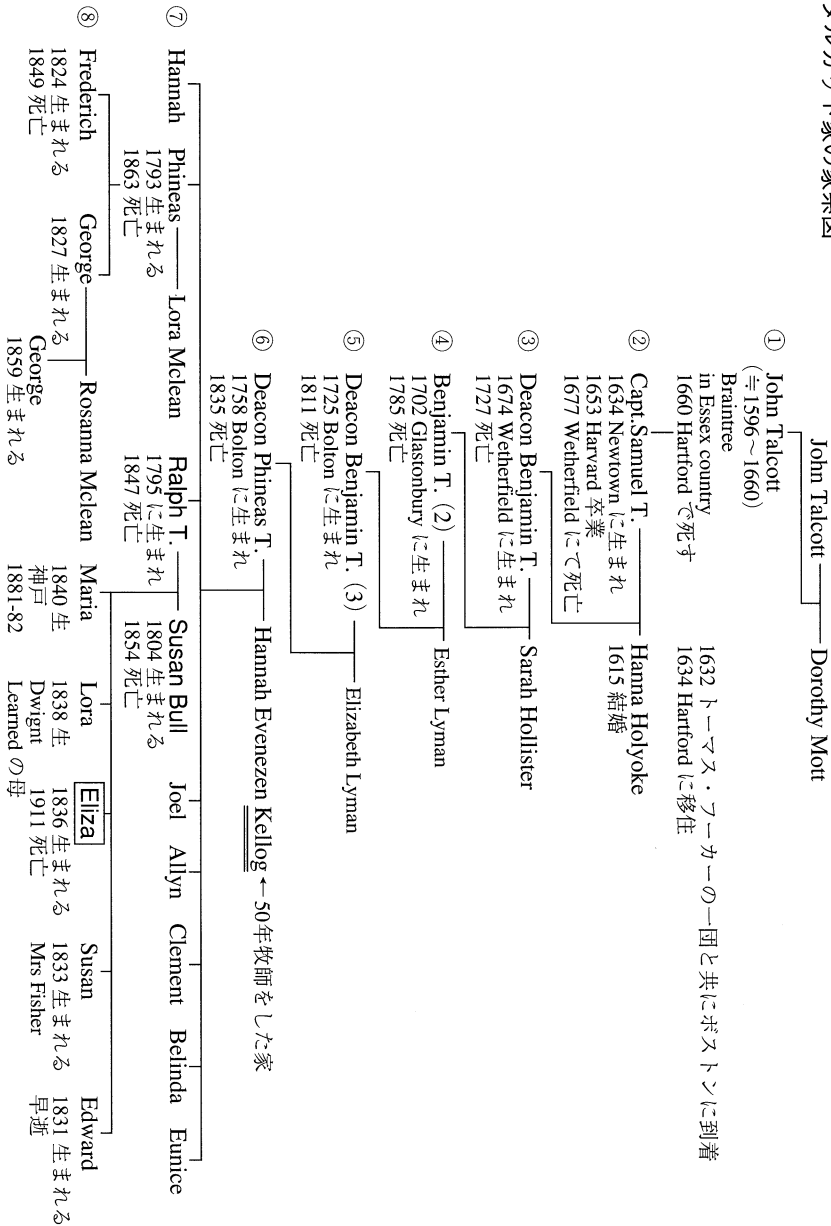 タルカット家の家系図
John Talcott
Dorothy Mott
① John Talcott
(≒1596~1660)
Braintree
in Essex country
1660 Hartford で死す
1632 トーマス・フーカーの一団と共にボストンに到着
1634 Hartford に移住
② Capt.Samuel T.
1634 Newtown に生まれ
1653 Harvard 卒業
1677 Wetherfield にて死亡
Hanna Holyoke
1615 結婚
③ Deacon Benjamin T.
1674 Wetherfield に生まれ
1727 死亡
Sarah Hollister
④ Benjamin T. (2)
1702 Glastonbury に生まれ
1785 死亡
Esther Lyman
⑤ Deacon Benjamin T. (3)
1725 Bolton に生まれ
1811 死亡
Elizabeth Lyman
⑥ Deacon Phineas T.
1758 Bolton に生まれ
1835 死亡
Hannah Evenezen Kellog ←50年牧師をした家
⑦ Hannah
Phineas
1793 生まれる
1863 死亡
Lora Mclean
Ralph T.
1795 に生まれ
1847 死亡
Susan Bull
1804 生まれる
1854 死亡
Joel
Allyn
Clement
Belinda
Eunice
⑧ Frederich
1824 生まれる
1849 死亡
George
1827 生まれる
Rosanna Mclean
George
1859 生まれる
Maria
1840 生
神戸
1881-82
Lora
1838 生
Dwignt
Learned の母
Eliza
1836 生まれる
1911 死亡
Susan
1833 生まれる
Mrs Fisher
Edward
1831 生まれる
早逝